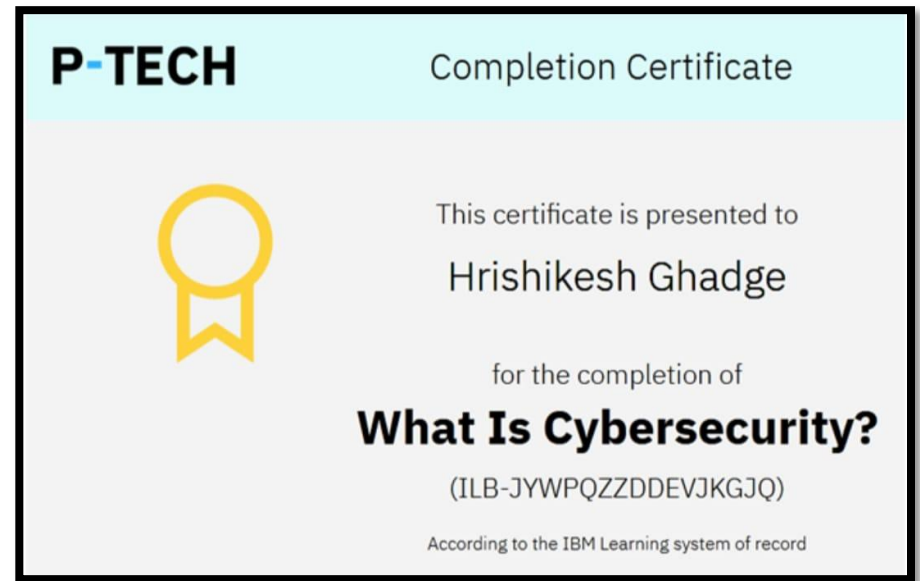 P-TECH
Completion Certificate
This certificate is presented to
Hrishikesh Ghadge
for the completion of
What Is Cybersecurity?
(ILB-JYWPQZZDDEVJKGJQ)
According to the IBM Learning system of record